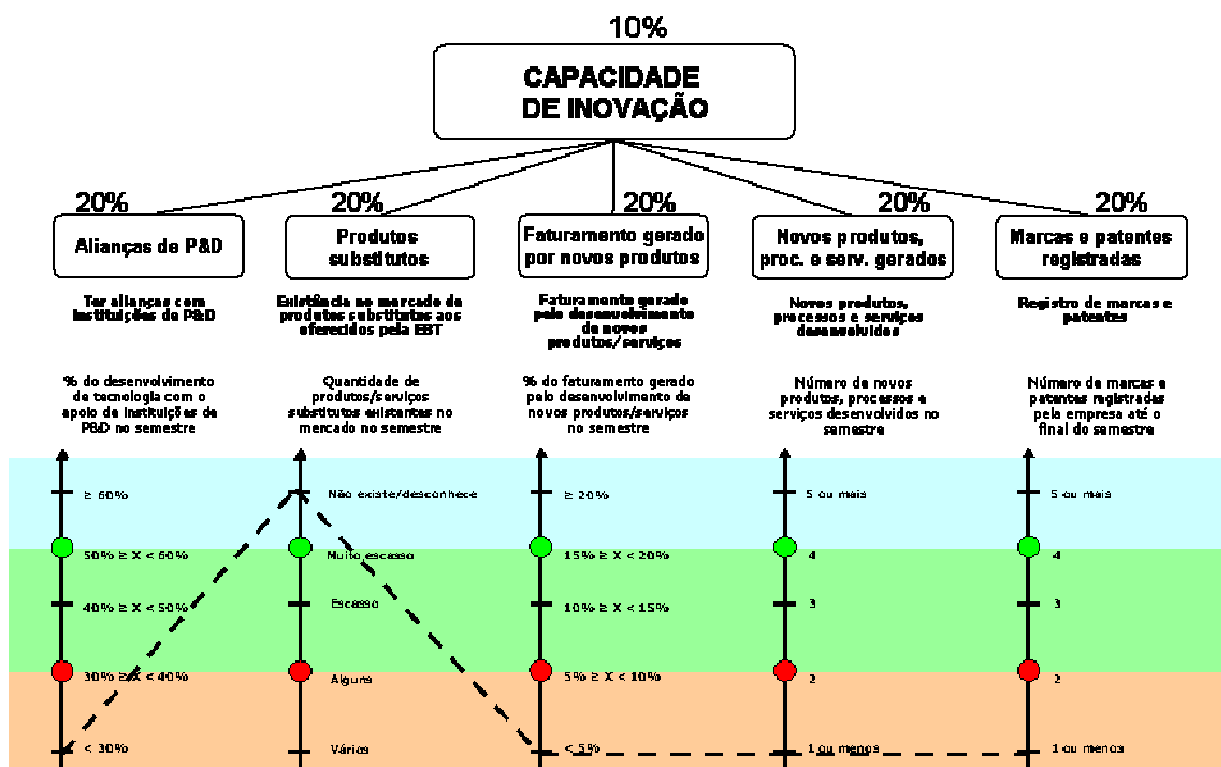 10%
CAPACIDADE
DE INOVAÇÃO
20%
20%
20%
20%
20%
Alianças de P&D
Produtos
substitutos
Faturamento gerado
por novos produtos
Novos produtos,
proc. e serv. gerados
Marcas e patentes
registradas
Ter alianças com
instituições de P&D
Existência no mercado de
produtos substitutos aos
oferecidos pela EBT
Faturamento gerado
pelo desenvolvimento
de novos
produtos/serviços
Novos produtos,
processos e serviços
desenvolvidos
Registro de marcas e
patentes
% do desenvolvimento
de tecnologia com o
apoio de instituições de
P&D no semestre
Quantidade de
produtos/serviços
substitutos existentes no
mercado no semestre
% do faturamento gerado
pelo desenvolvimento de
novos produtos/serviços
no semestre
Número de novos
produtos, processos e
serviços desenvolvidos no
semestre
Número de marcas e
patentes registradas
pela empresa até o
final do semestre
≥ 60%
Não existe/desconhece
≥ 20%
5 ou mais
5 ou mais
50% ≥ X < 60%
Muito escasso
15% ≥ X < 20%
4
4
40% ≥ X < 50%
Escasso
10% ≥ X < 15%
3
3
30% ≥ X < 40%
Alguns
5% ≥ X < 10%
2
2
< 30%
Vários
< 5%
1 ou menos
1 ou menos